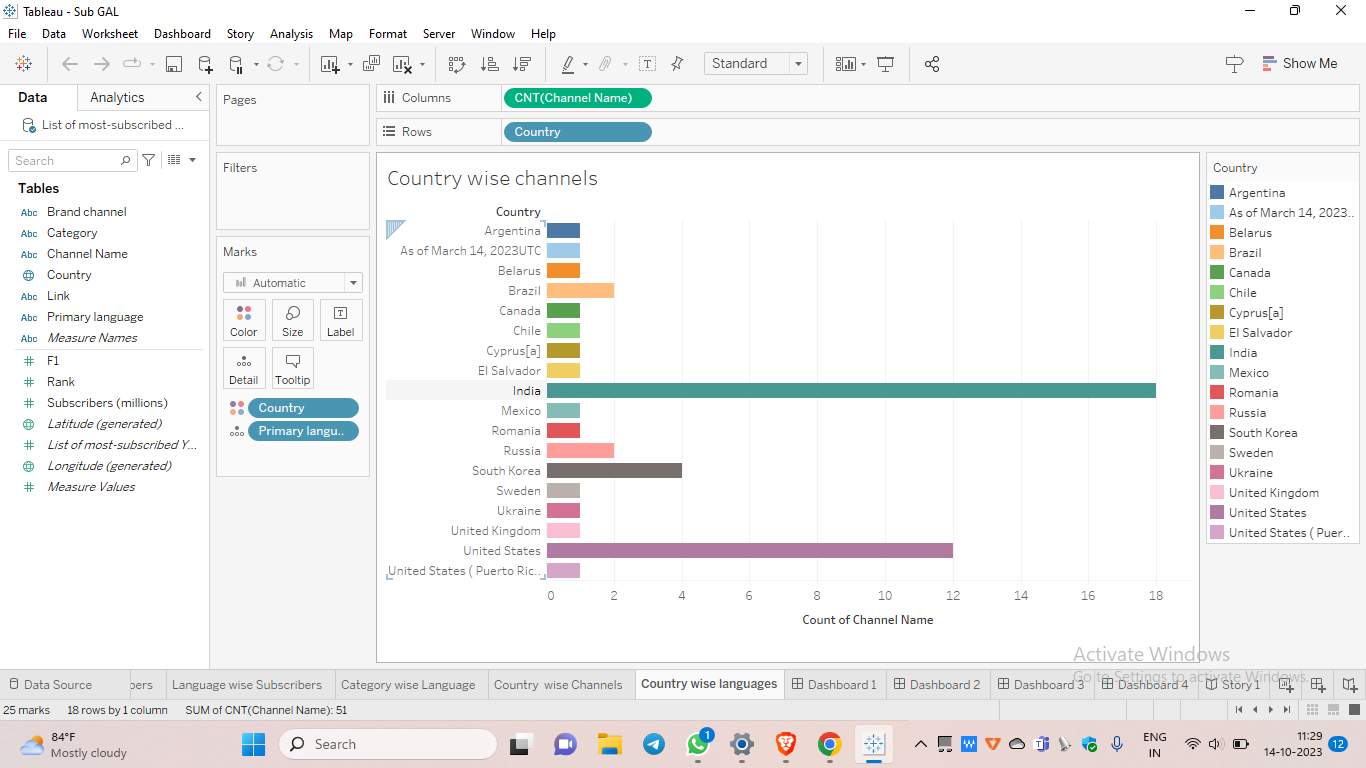 Tableau - Sub GAL
File Data Worksheet Dashboard Story Analysis Map Format Server Window Help
Standard
Show Me
Data Analytics
List of most-subscribed ...
Search
Tables
Abc Brand channel
Abc Category
Abc Channel Name
Country
Abc Link
Abc Primary language
Abc Measure Names
F1
Rank
Subscribers (millions)
Latitude (generated)
List of most-subscribed Y...
Longitude (generated)
Measure Values
Pages
Filters
Marks
Automatic
Color Size Label
Detail Tooltip
Country
Primary langu..
Columns CNT(Channel Name)
Rows Country
Country wise channels
Country
Argentina
As of March 14, 2023UTC
Belarus
Brazil
Canada
Chile
Cyprus[a]
El Salvador
India
Mexico
Romania
Russia
South Korea
Sweden
Ukraine
United Kingdom
United States
United States ( Puerto Ric..
0 2 4 6 8 10 12 14 16 18
Count of Channel Name
Country
Argentina
As of March 14, 2023..
Belarus
Brazil
Canada
Chile
Cyprus[a]
El Salvador
India
Mexico
Romania
Russia
South Korea
Sweden
Ukraine
United Kingdom
United States
United States ( Puer..
Activate Windows
Go to Settings to activate Windows.
Data Source bers Language wise Subscribers Category wise Language Country wise Channels Country wise languages Dashboard 1 Dashboard 2 Dashboard 3 Dashboard 4 Story 1
25 marks 18 rows by 1 column SUM of CNT(Channel Name): 51
84°F
Mostly cloudy
Search
1
ENG
IN
11:29
14-10-2023
12